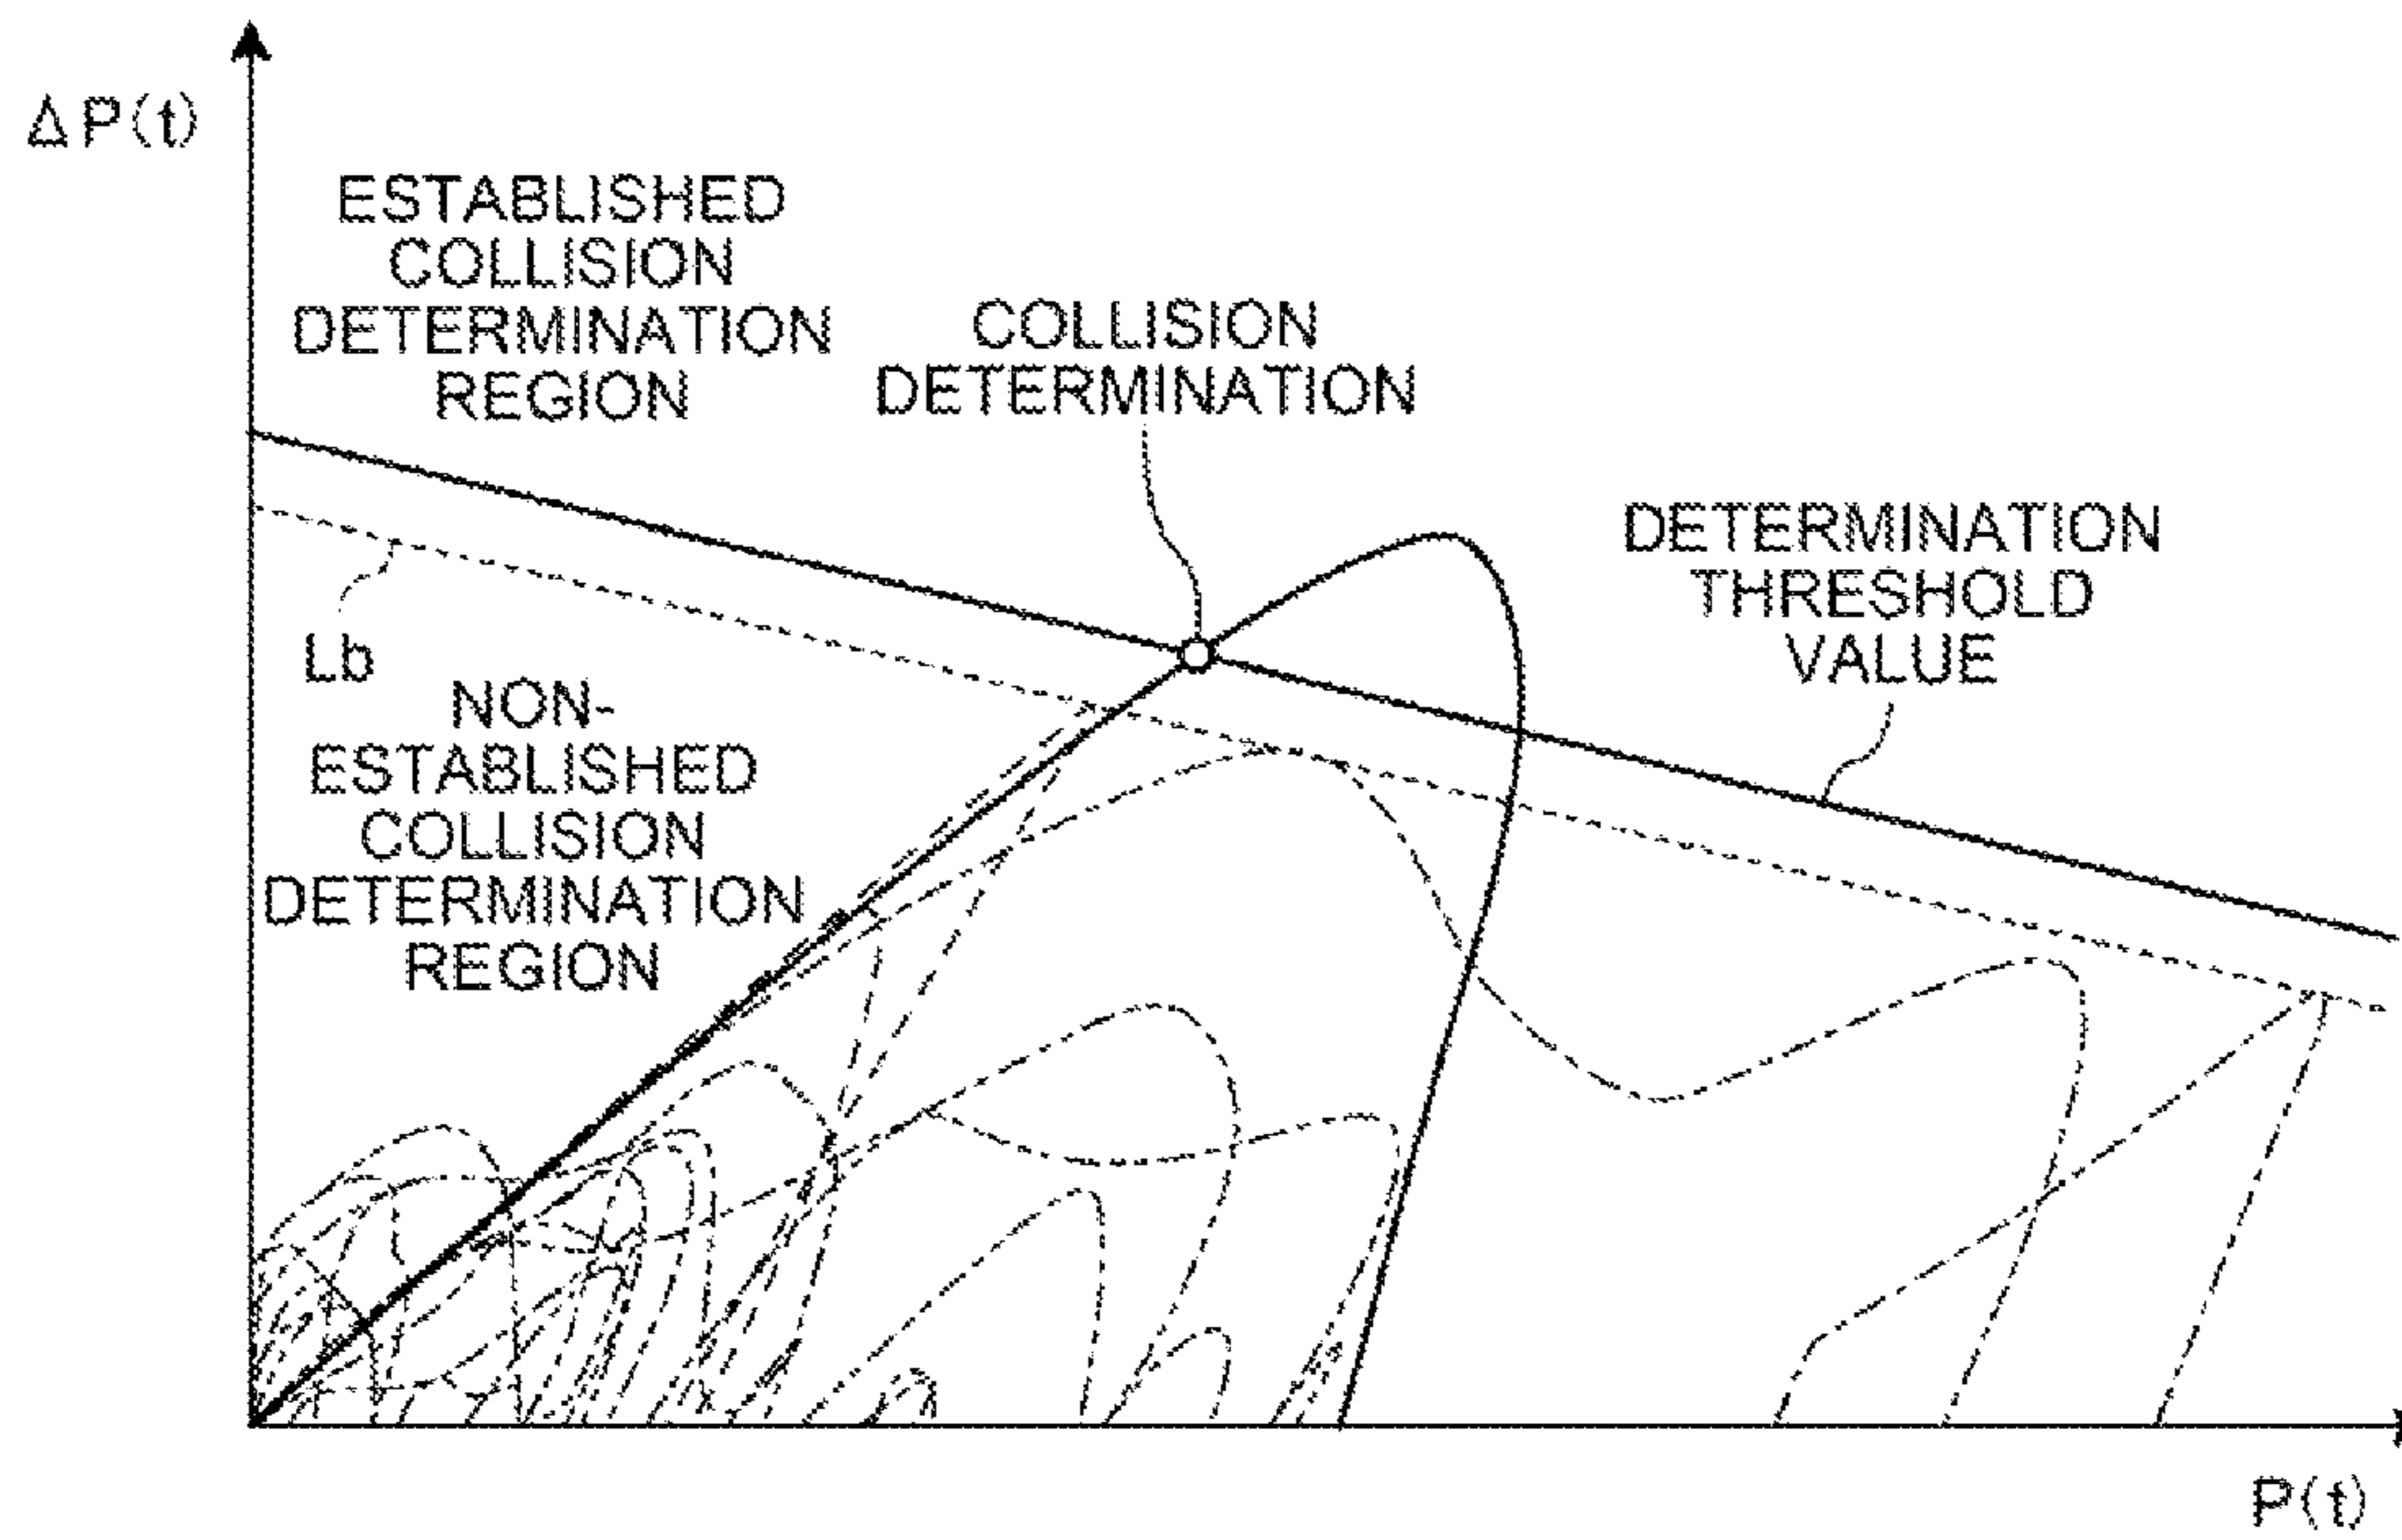 ΔP(t)
ESTABLISHED
COLLISION
DETERMINATION
REGION
COLLISION
DETERMINATION
DETERMINATION
THRESHOLD
VALUE
Lb
NON-
ESTABLISHED
COLLISION
DETERMINATION
REGION
P(t)